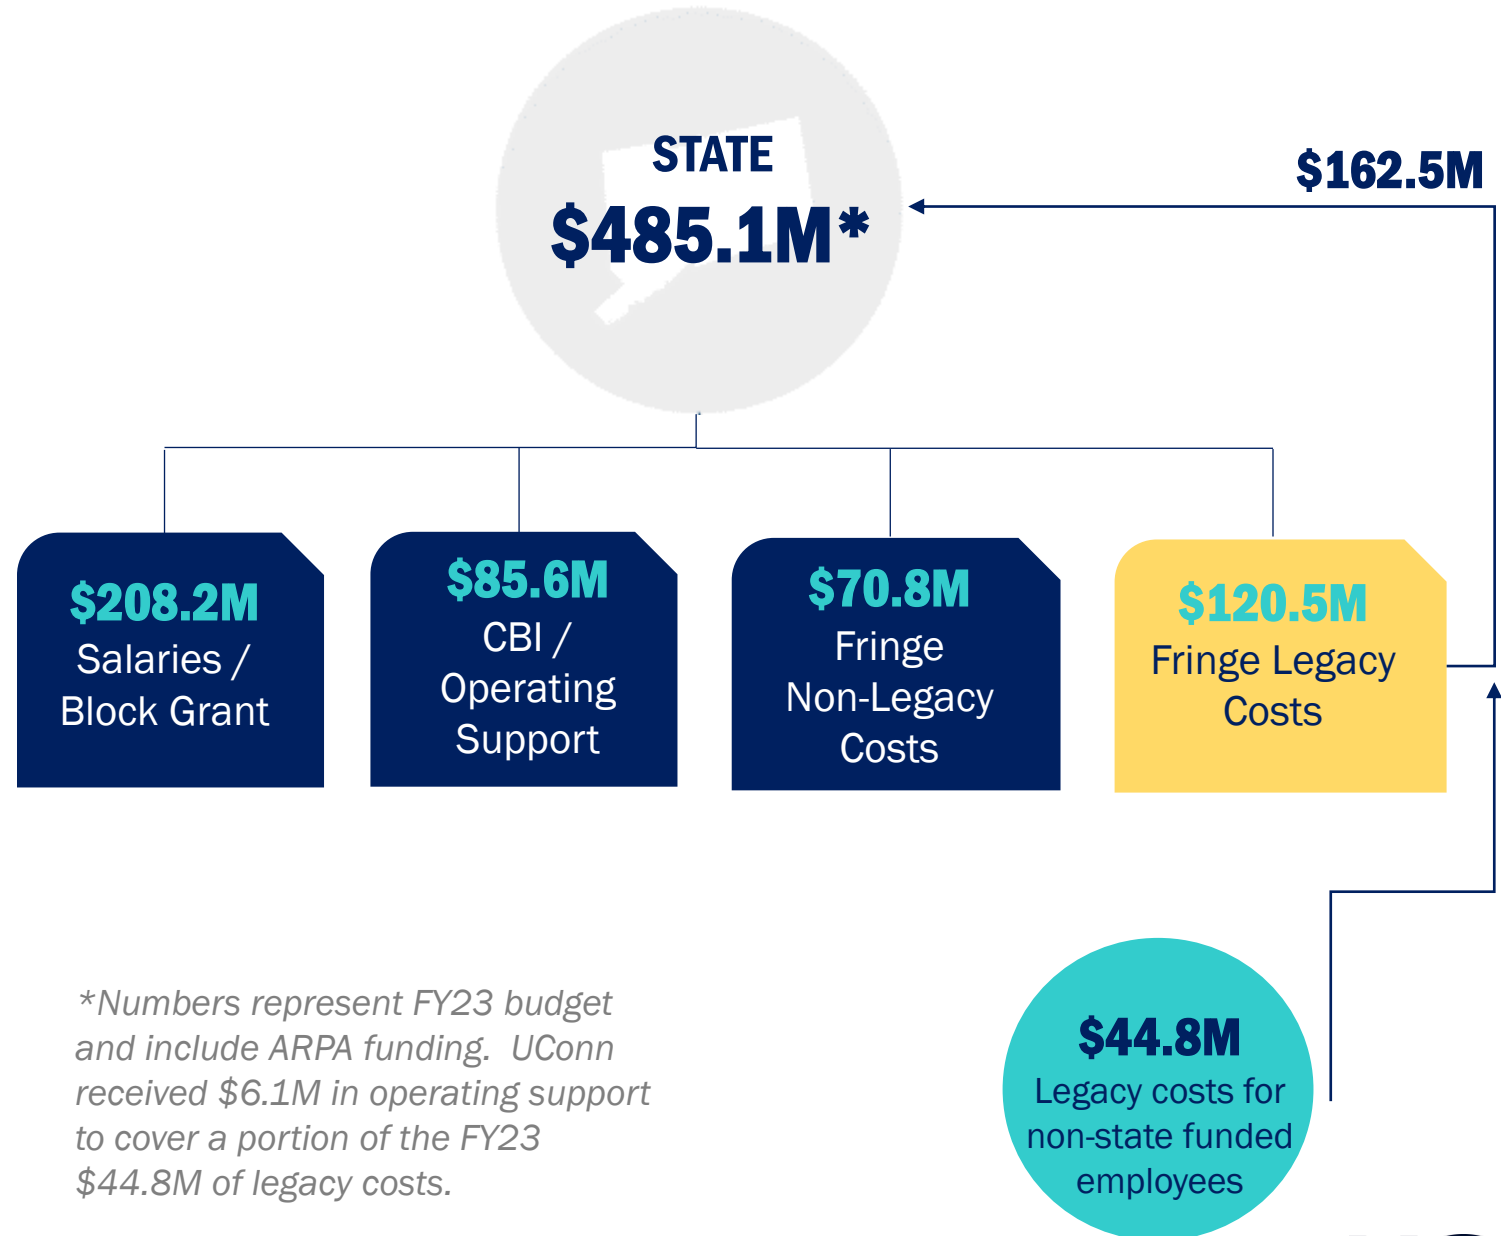 STATE
$485.1M*
$162.5M
$208.2M
Salaries /
Block Grant
$85.6M
CBI /
Operating
Support
$70.8M
Fringe
Non-Legacy
Costs
$120.5M
Fringe Legacy
Costs
*Numbers represent FY23 budget
and include ARPA funding.  UConn
received $6.1M in operating support
to cover a portion of the FY23
$44.8M of legacy costs.
$44.8M
Legacy costs for
non-state funded
employees